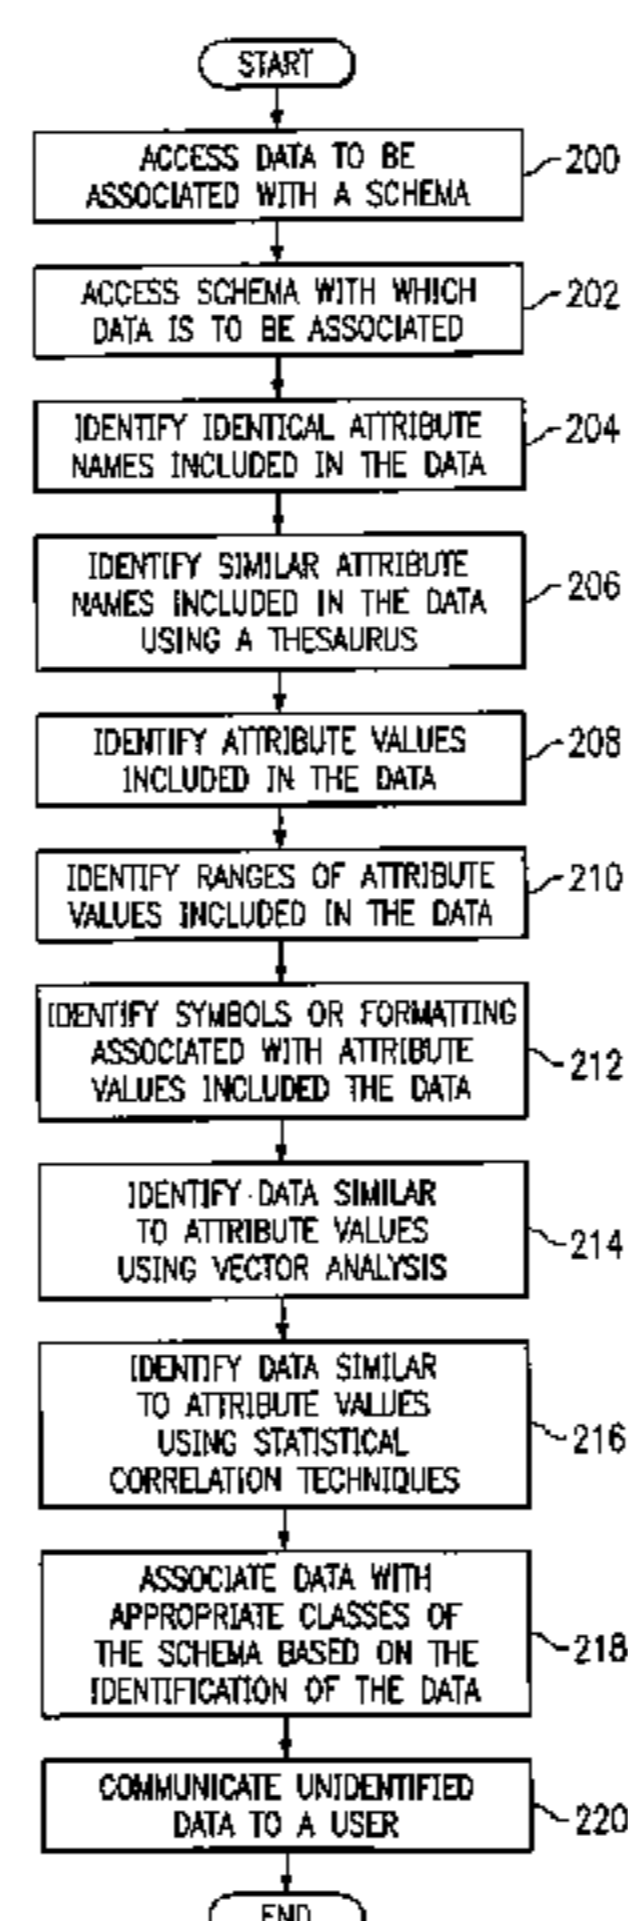 START
ACCESS DATA TO BE
ASSOCIATED WITH A SCHEMA
200
ACCESS SCHEMA WITH WHICH
DATA IS TO BE ASSOCIATED
202
IDENTIFY IDENTICAL ATTRIBUTE
NAMES INCLUDED IN THE DATA
204
IDENTIFY SIMILAR ATTRIBUTE
NAMES INCLUDED IN THE DATA
USING A THESAURUS
206
IDENTIFY ATTRIBUTE VALUES
INCLUDED IN THE DATA
208
IDENTIFY RANGES OF ATTRIBUTE
VALUES INCLUDED IN THE DATA
210
IDENTIFY SYMBOLS OR FORMATTING
ASSOCIATED WITH ATTRIBUTE
VALUES INCLUDED THE DATA
212
IDENTIFY DATA SIMILAR
TO ATTRIBUTE VALUES
USING VECTOR ANALYSIS
214
IDENTIFY DATA SIMILAR
TO ATTRIBUTE VALUES
USING STATISTICAL
CORRELATION TECHNIQUES
216
ASSOCIATE DATA WITH
APPROPRIATE CLASSES OF
THE SCHEMA BASED ON THE
IDENTIFICATION OF THE DATA
218
COMMUNICATE UNIDENTIFIED
DATA TO A USER
220
END